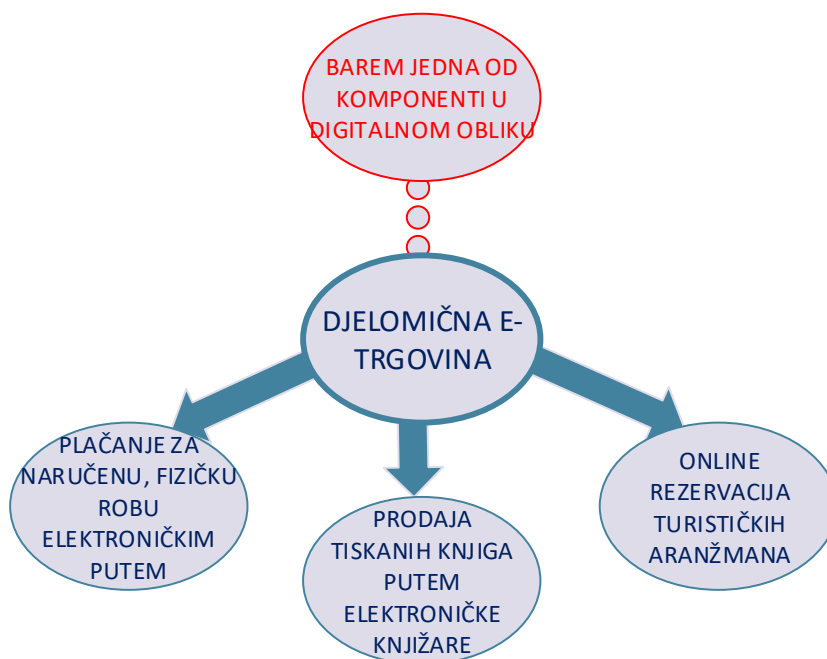 BAREM JEDNA OD
KOMPONENTI U
DIGITALNOM OBLIKU
DJELOMIČNA E-
TRGOVINA
PLAČANJE ZA
NARUČENU, FIZIČKU
ROBU
ELEKTRONIČKIM
PUTEM
PRODAJA
TISKANIH KNJIGA
PUTEM
ELEKTRONIČKE
KNJIŽARE
ONLINE
REZERVACIJA
TURISTIČKIH
ARANŽMANA